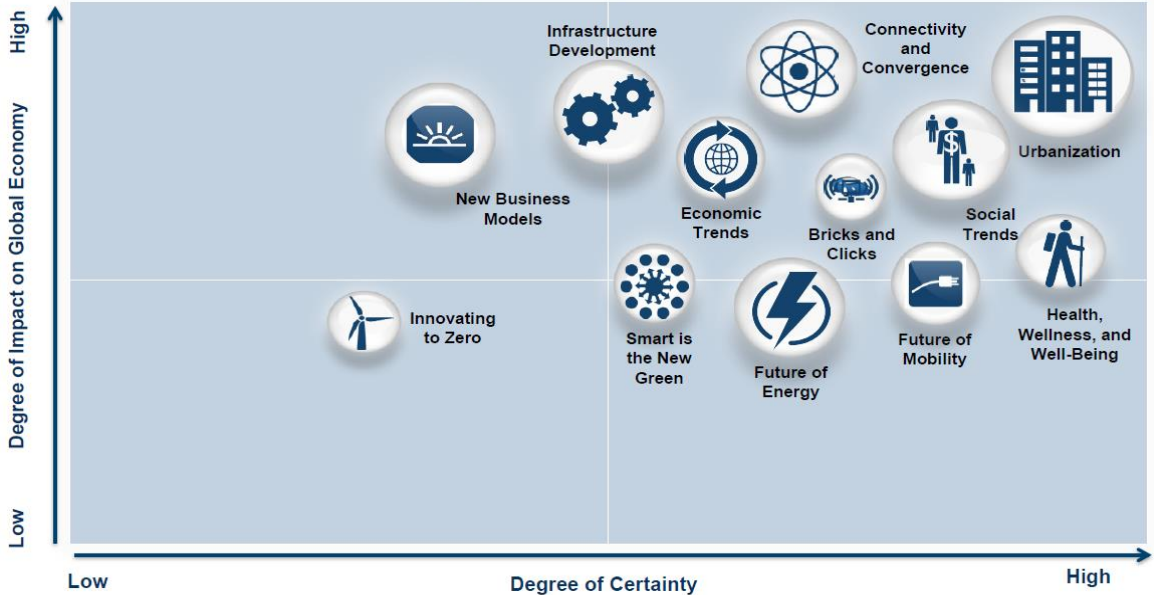 High
Degree of Impact on Global Economy
Low
Infrastructure
Development
Connectivity
and
Convergence
New Business
Models
Economic
Trends
Bricks and
Clicks
Social
Trends
Urbanization
Innovating
to Zero
Smart is
the New
Green
Future of
Energy
Future of
Mobility
Health,
Wellness, and
Well-Being
$
Low
Degree of Certainty
High